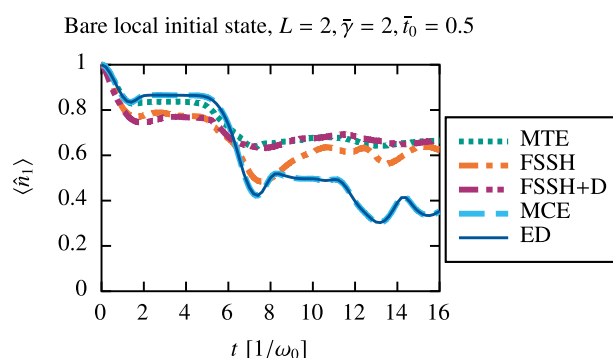 Bare local initial state, L = 2, γ̄ = 2, t̄₀ = 0.5
1
0.8
0.6
0.4
0.2
0
⟨n̂₁⟩
0 2 4 6 8 10 12 14 16
t [1/ω₀]
MTE
FSSH
FSSH+D
MCE
ED